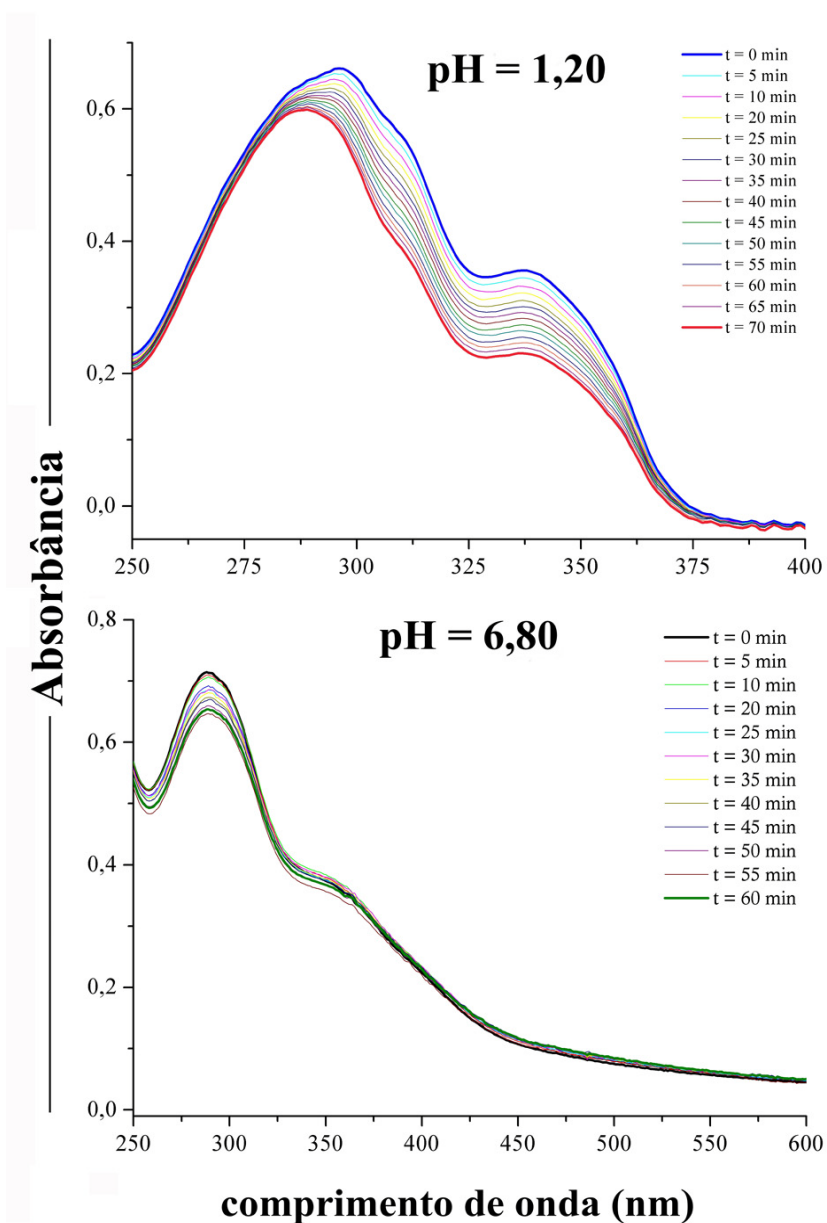 pH = 1,20
t = 0 min
t = 5 min
t = 10 min
t = 20 min
t = 25 min
t = 30 min
t = 35 min
t = 40 min
t = 45 min
t = 50 min
t = 55 min
t = 60 min
t = 65 min
t = 70 min
0,6
0,4
0,2
0,0
250 275 300 325 350 375 400
Absorbância
pH = 6,80
t = 0 min
t = 5 min
t = 10 min
t = 20 min
t = 25 min
t = 30 min
t = 35 min
t = 40 min
t = 45 min
t = 50 min
t = 55 min
t = 60 min
0.8
0,6
0,4
0,2
0,0
250 300 350 400 450 500 550 600
comprimento de onda (nm)